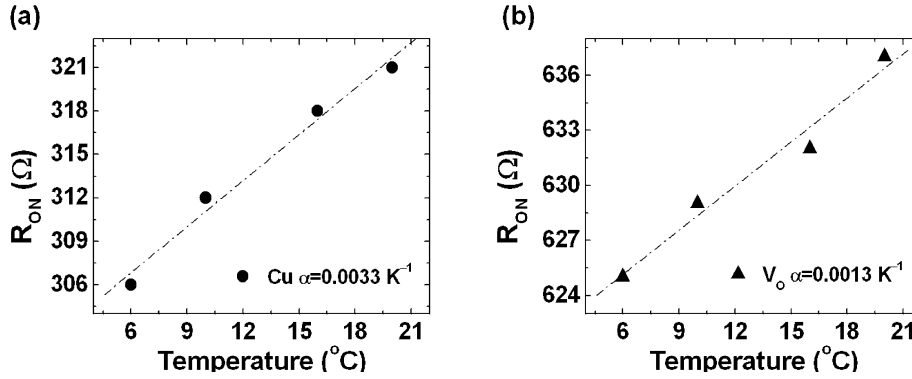 (a)
R_ON (Ω)
321
318
315
312
309
306
Cu α=0.0033 K⁻¹
6 9 12 15 18 21
Temperature (°C)
(b)
R_ON (Ω)
636
633
630
627
624
V_o α=0.0013 K⁻¹
6 9 12 15 18 21
Temperature (°C)